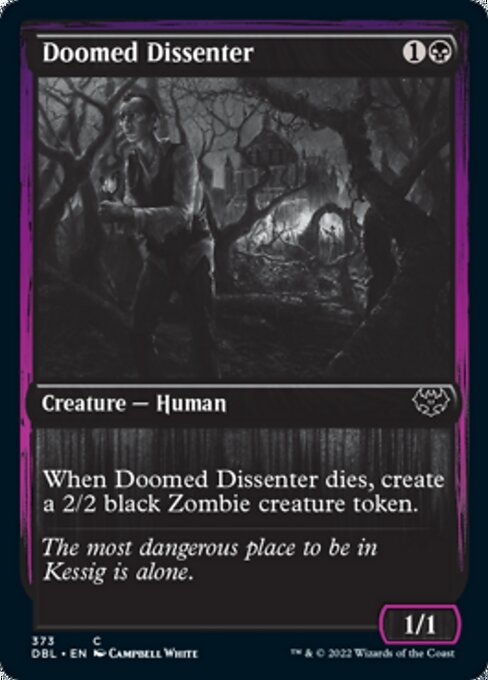 Doomed Dissenter 1
Creature — Human
When Doomed Dissenter dies, create
a 2/2 black Zombie creature token.
The most dangerous place to be in
Kessig is alone.
1/1
373 C
DBL • EN Campbell White
™ & © 2022 Wizards of the Coast